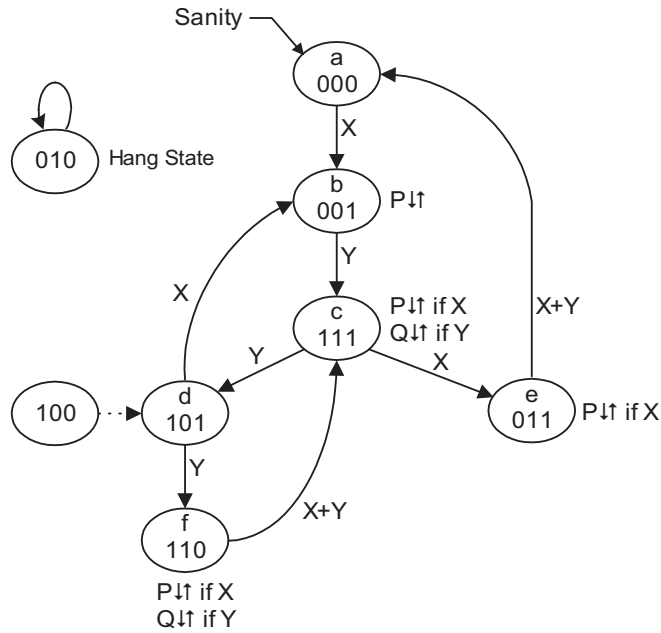 Sanity
a
000
X
010
Hang State
b
001
P↓↑
Y
X
c
111
P↓↑ if X
Q↓↑ if Y
X+Y
Y
X
100
d
101
e
011
P↓↑ if X
Y
X+Y
f
110
P↓↑ if X
Q↓↑ if Y